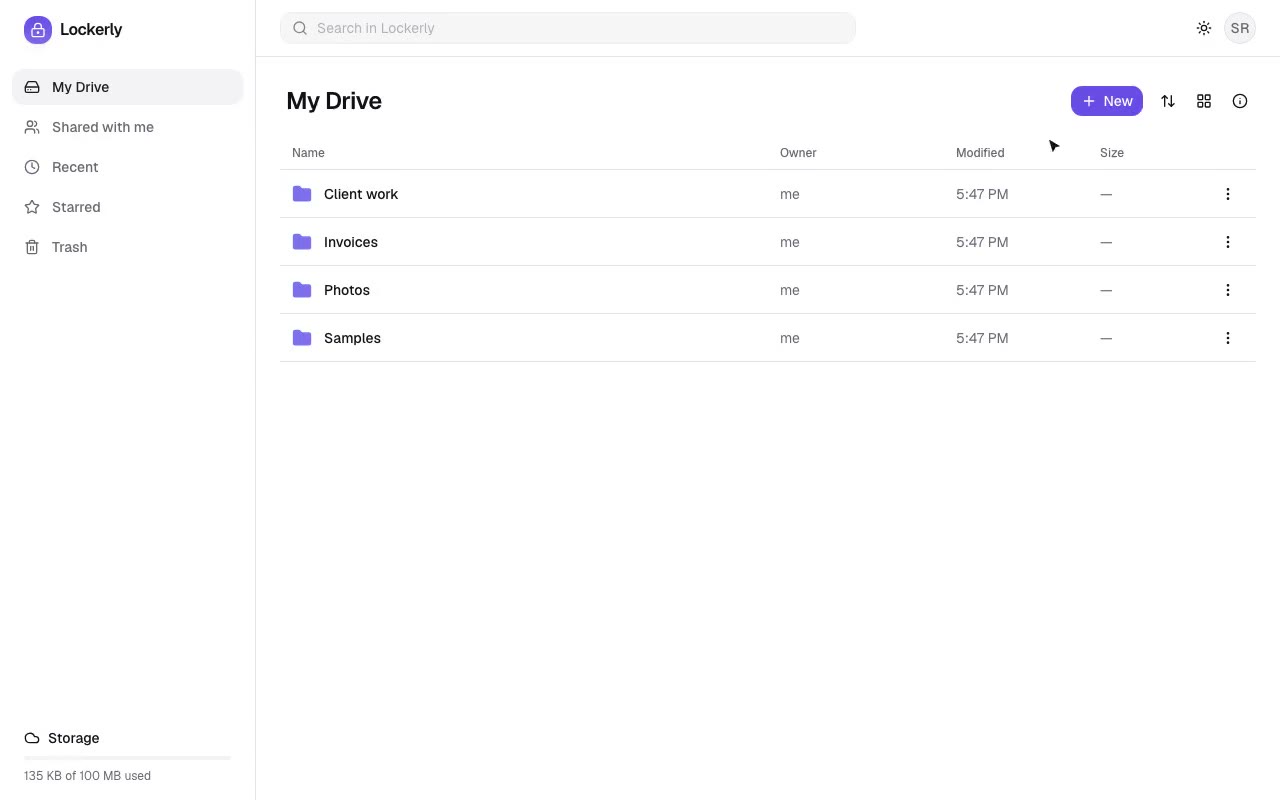 Lockerly
Search in Lockerly
SR
My Drive
Shared with me
Recent
Starred
Trash
My Drive
New
Name Owner Modified Size
Client work me 5:47 PM —
Invoices me 5:47 PM —
Photos me 5:47 PM —
Samples me 5:47 PM —
Storage
135 KB of 100 MB used